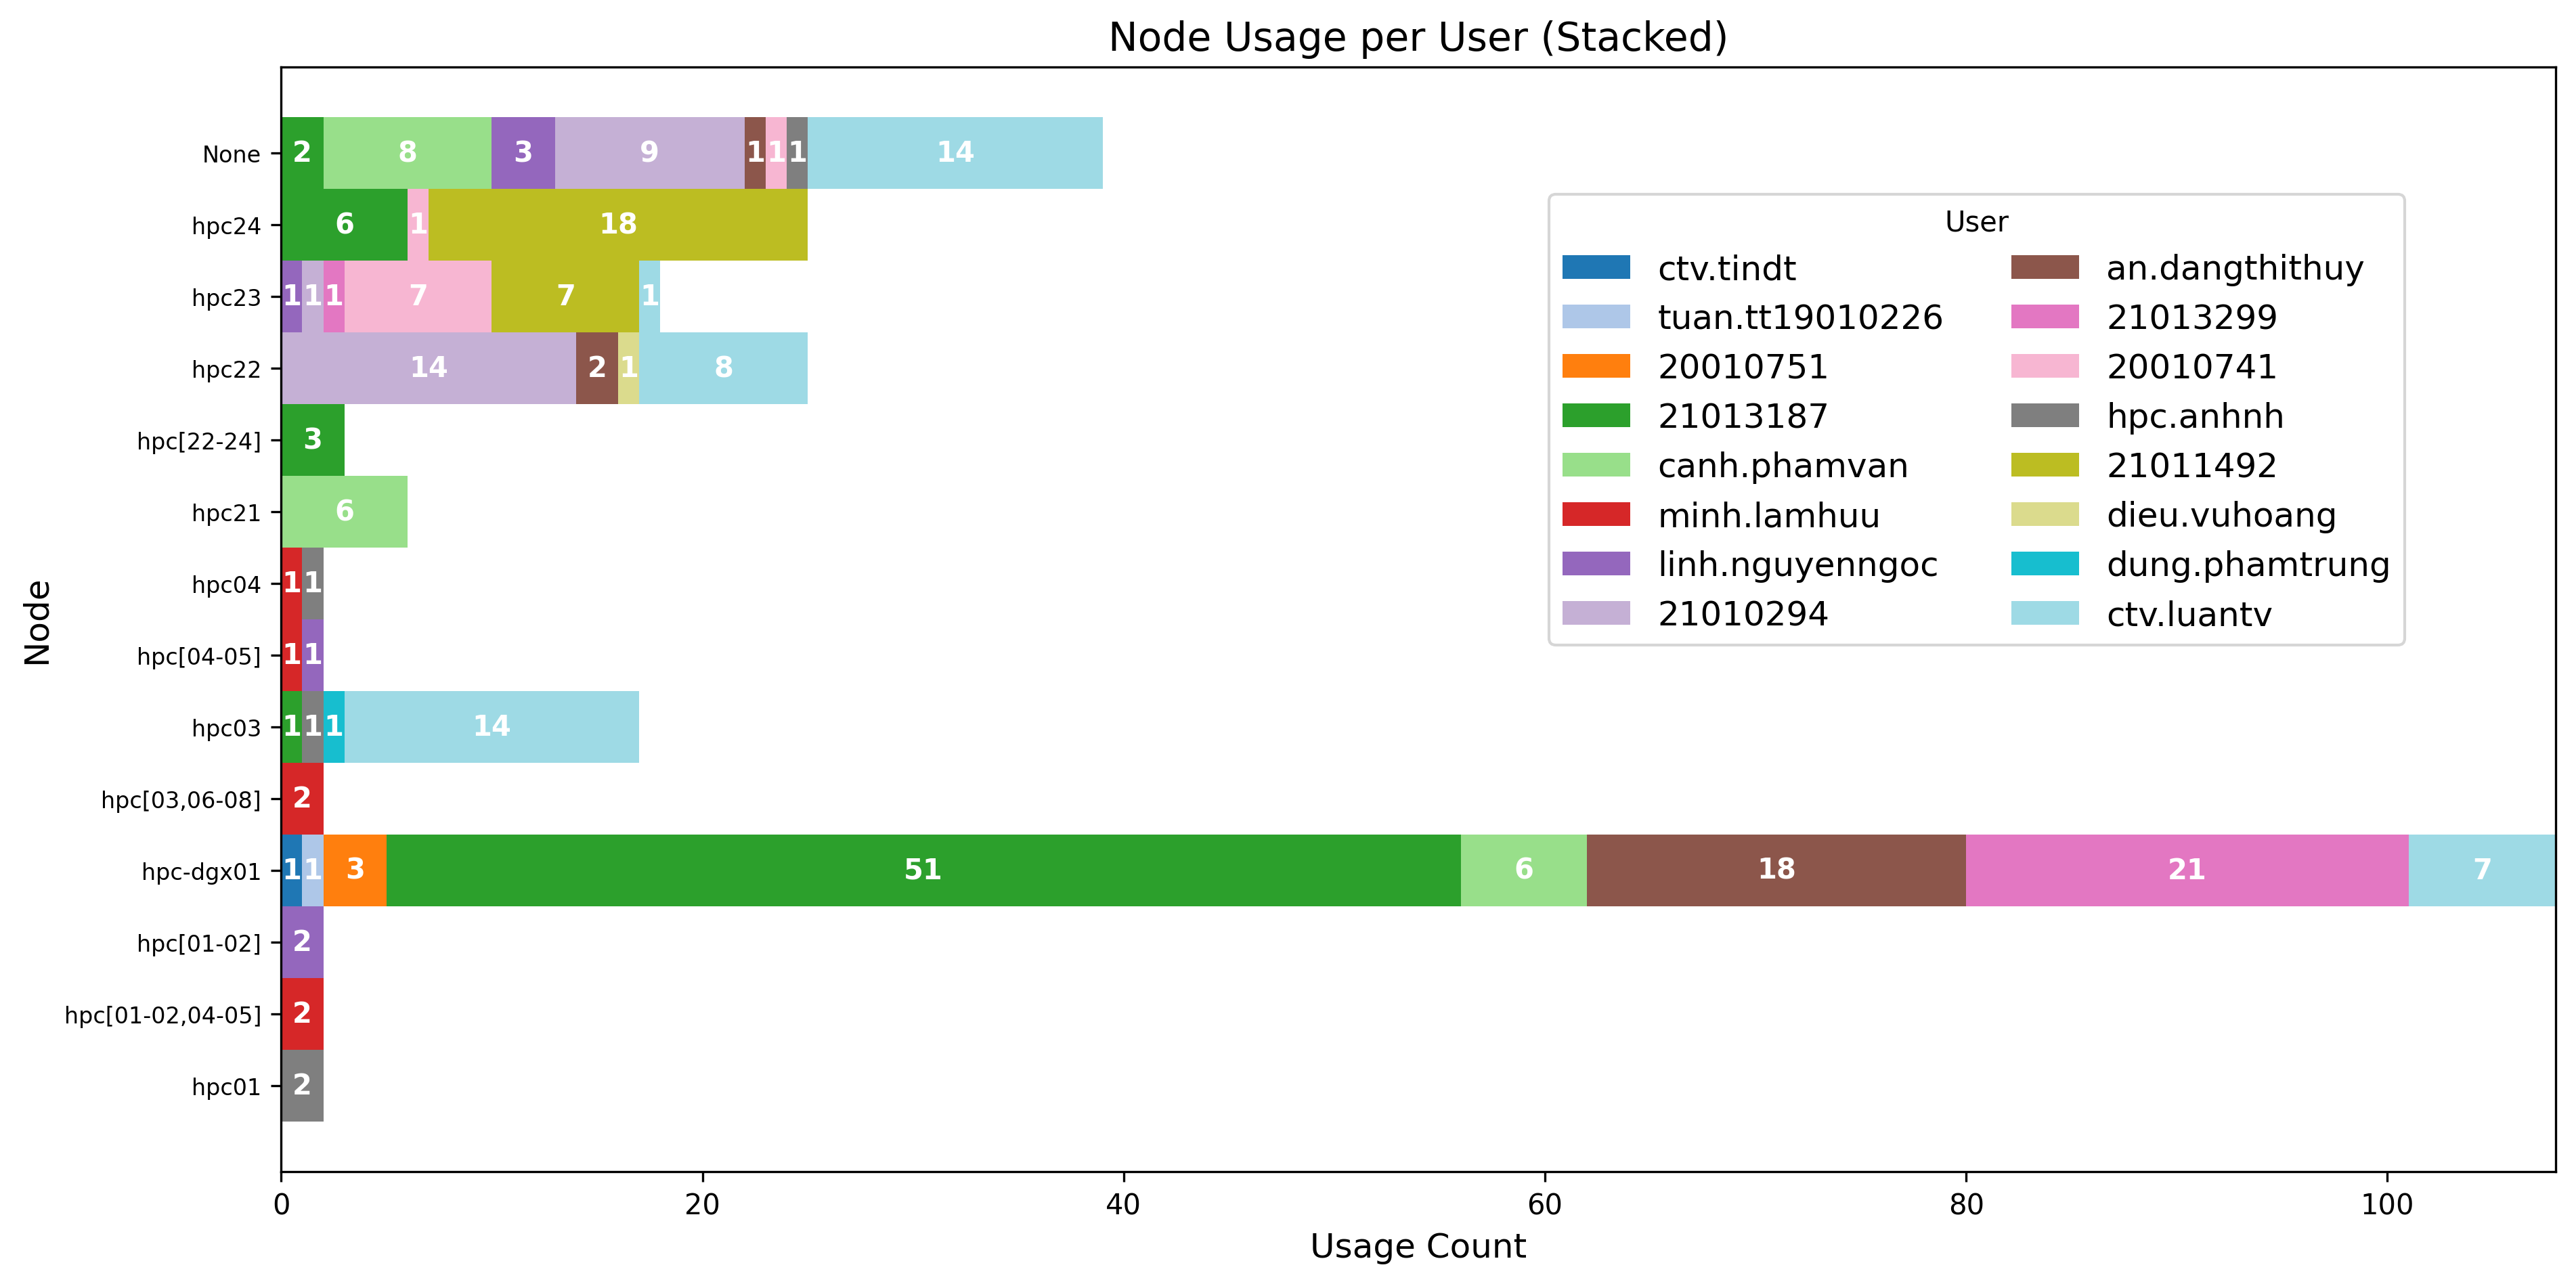 Node Usage per User (Stacked)
None
2 8 3 9 1 1 1 14
hpc24
6 1 18
hpc23
1 1 1 7 7 1
hpc22
14 2 1 8
hpc[22-24]
3
hpc21
6
hpc04
1 1
hpc[04-05]
1 1
hpc03
1 1 1 14
hpc[03,06-08]
2
hpc-dgx01
1 1 3 51 6 18 21 7
hpc[01-02]
2
hpc[01-02,04-05]
2
hpc01
2
Node
0 20 40 60 80 100
Usage Count
User
ctv.tindt
tuan.tt19010226
20010751
21013187
canh.phamvan
minh.lamhuu
linh.nguyenngoc
21010294
an.dangthithuy
21013299
20010741
hpc.anhnh
21011492
dieu.vuhoang
dung.phamtrung
ctv.luantv